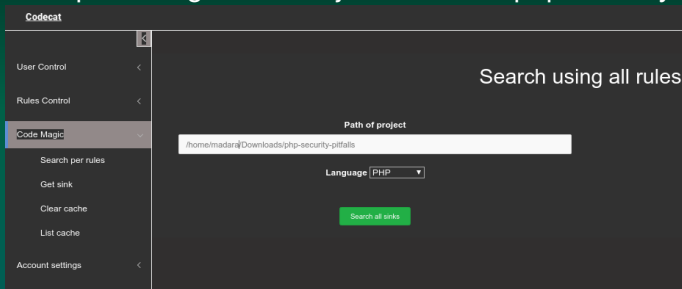 Codecat
User Control
Rules Control
Code Magic
Search per rules
Get sink
Clear cache
List cache
Account settings
Search using all rules
Path of project
/home/madara/Downloads/php-security-pitfalls
Language PHP
Search all sinks